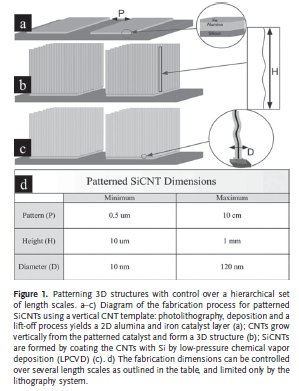 a
P
Fe
Alumina
Silicon
b
H
c
D
d
Patterned SiCNT Dimensions
Minimum Maximum
Pattern (P) 0.5 um 10 cm
Height (H) 10 um 1 mm
Diameter (D) 10 nm 120 nm
Figure 1. Patterning 3D structures with control over a hierarchical set
of length scales. a–c) Diagram of the fabrication process for patterned
SiCNTs using a vertical CNT template: photolithography, deposition and a
lift-off process yields a 2D alumina and iron catalyst layer (a); CNTs grow
vertically from the patterned catalyst and form a 3D structure (b); SiCNTs
are formed by coating the CNTs with Si by low-pressure chemical vapor
deposition (LPCVD) (c). d) The fabrication dimensions can be controlled
over several length scales as outlined in the table, and limited only by the
lithography system.